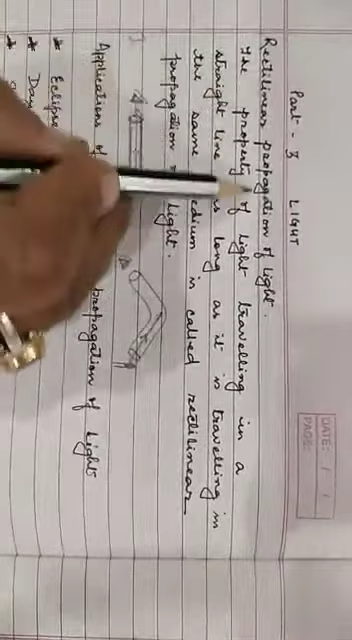 Part - 3 LIGHT
DATE: / /
PAGE:
Rectilinear propagation of light.
The property of light travelling in a
straight line as long as it is travelling in
the same medium is called rectilinear
propagation light.
Applications of propagation of light
* Eclipse
* Day
*